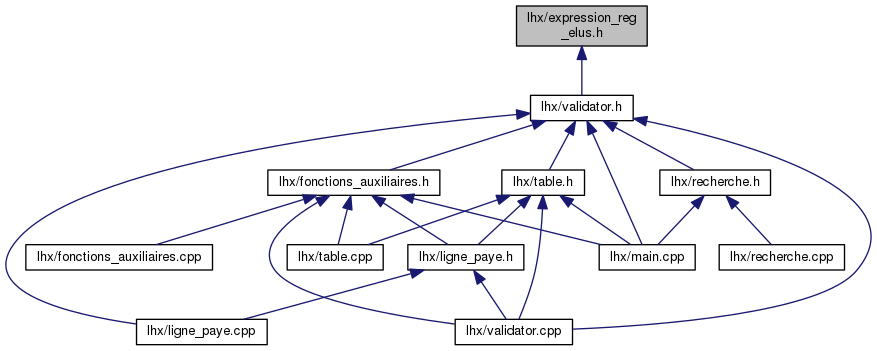 lhx/expression_reg
_elus.h
lhx/validator.h
lhx/fonctions_auxiliaires.h
lhx/table.h
lhx/recherche.h
lhx/fonctions_auxiliaires.cpp
lhx/table.cpp
lhx/ligne_paye.h
lhx/main.cpp
lhx/recherche.cpp
lhx/ligne_paye.cpp
lhx/validator.cpp